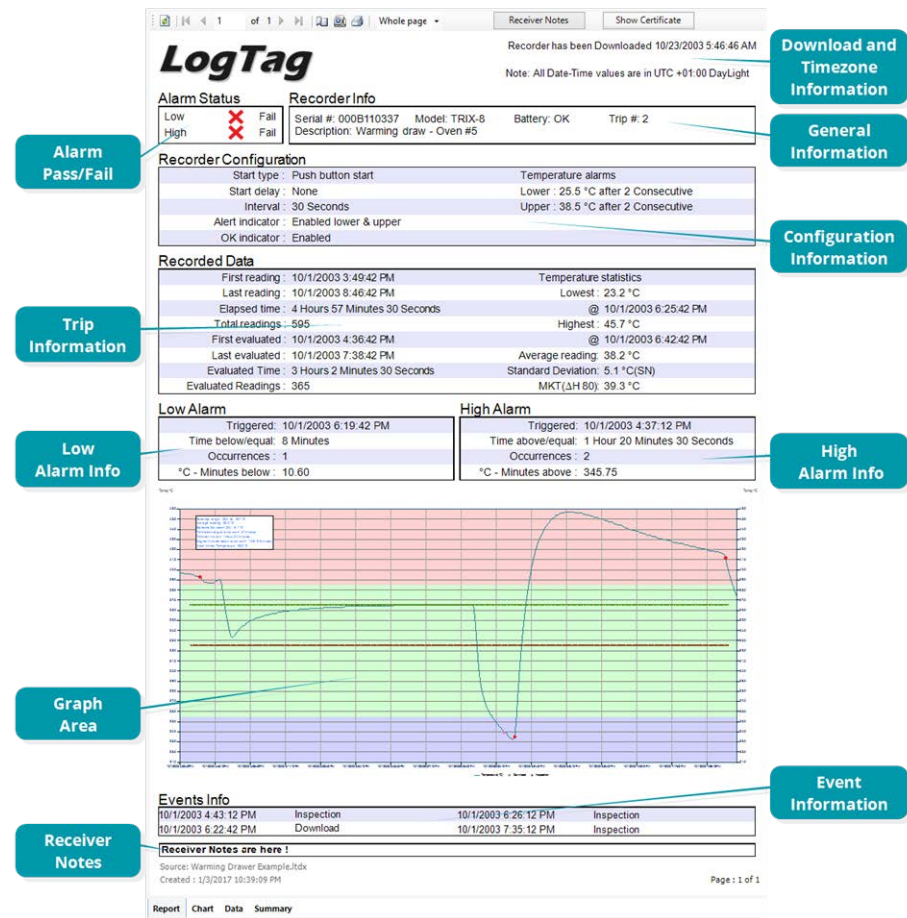 1 of 1 Whole page Receiver Notes Show Certificate
LogTag
Recorder has been Downloaded 10/23/2003 5:46:46 AM
Note: All Date-Time values are in UTC +01:00 DayLight
Download and
Timezone
Information
Alarm Status Recorder Info
Low Fail
High Fail
Serial #: 000B110337 Model: TRIX-8 Battery: OK Trip #: 2
Description: Warming draw - Oven #5
General
Information
Alarm
Pass/Fail
Recorder Configuration
Start type : Push button start Temperature alarms
Start delay : None Lower : 25.5 °C after 2 Consecutive
Interval : 30 Seconds Upper : 38.5 °C after 2 Consecutive
Alert indicator : Enabled lower & upper
OK indicator : Enabled
Configuration
Information
Recorded Data
First reading : 10/1/2003 3:49:42 PM Temperature statistics
Last reading : 10/1/2003 8:46:42 PM Lowest : 23.2 °C
Elapsed time : 4 Hours 57 Minutes 30 Seconds @ 10/1/2003 6:25:42 PM
Total readings : 595 Highest : 45.7 °C
First evaluated : 10/1/2003 4:36:42 PM @ 10/1/2003 6:42:42 PM
Last evaluated : 10/1/2003 7:38:42 PM Average reading: 38.2 °C
Evaluated Time : 3 Hours 2 Minutes 30 Seconds Standard Deviation: 5.1 °C(SN)
Evaluated Readings : 365 MKT(ΔH 80): 39.3 °C
Trip
Information
Low Alarm High Alarm
Triggered: 10/1/2003 6:19:42 PM Triggered: 10/1/2003 4:37:12 PM
Time below/equal: 8 Minutes Time above/equal: 1 Hour 20 Minutes 30 Seconds
Occurrences : 1 Occurrences : 2
°C - Minutes below : 10.60 °C - Minutes above : 345.75
Low
Alarm Info
High
Alarm Info
Graph
Area
Events Info
10/1/2003 4:43:12 PM Inspection 10/1/2003 6:26:12 PM Inspection
10/1/2003 6:22:42 PM Download 10/1/2003 7:35:12 PM Inspection
Event
Information
Receiver Notes are here !
Receiver
Notes
Source: Warming Drawer Example.ltdx
Created : 1/3/2017 10:39:09 PM Page : 1 of 1
Report Chart Data Summary